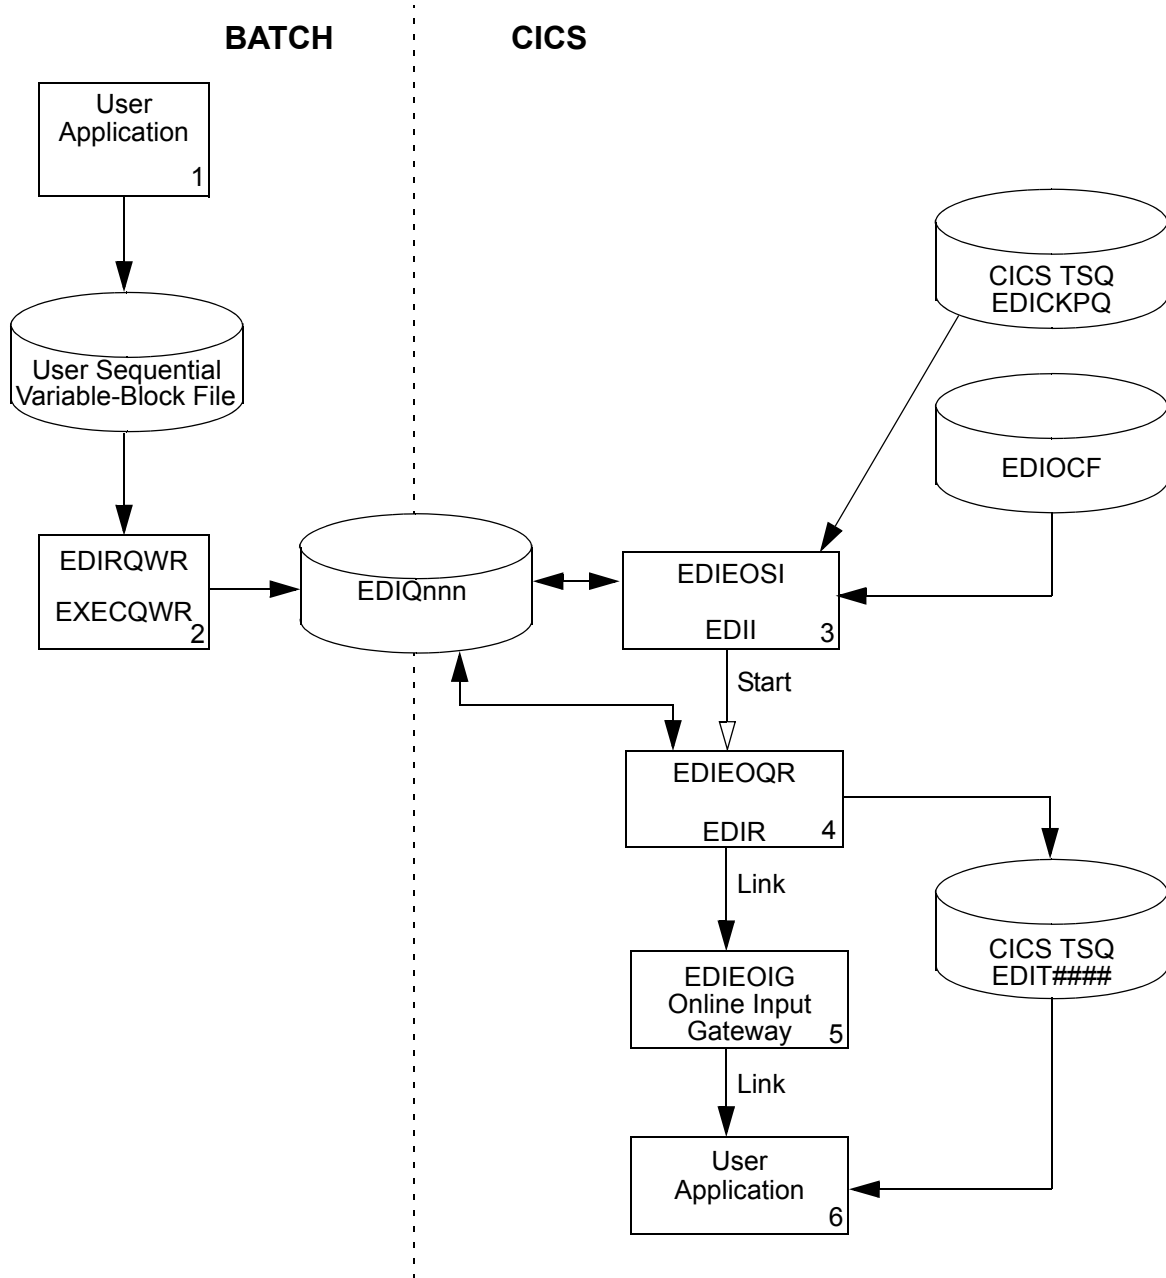 BATCH
CICS
User
Application
1
User Sequential
Variable-Block File
EDIRQWR
EXECQWR
2
EDIQnnn
CICS TSQ
EDICKPQ
EDIOCF
EDIEOSI
EDII
3
Start
EDIEOQR
EDIR
4
Link
CICS TSQ
EDIT####
EDIEOIG
Online Input
Gateway
5
Link
User
Application
6